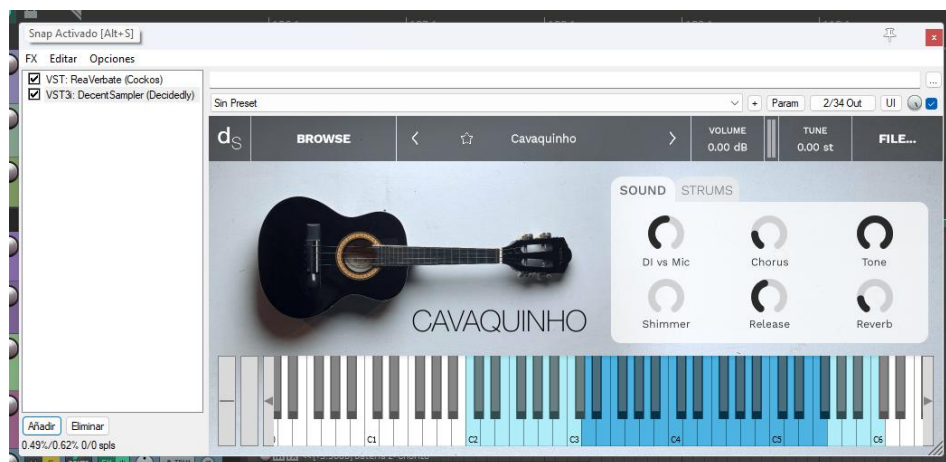 Snap Activado [Alt+S]
FX Editar Opciones
VST: ReaVerbate (Cockos)
VST3i: DecentSampler (Decidedly)
...
Sin Preset
+ Param 2/34 Out UI
ds BROWSE Cavaquinho VOLUME 0.00 dB TUNE 0.00 st FILE...
SOUND STRUMS
DI vs Mic Chorus Tone
Shimmer Release Reverb
CAVAQUINHO
C1 C2 C3 C4 C5 C6
Añadir Eliminar
0.49%/0.62% 0/0 spls